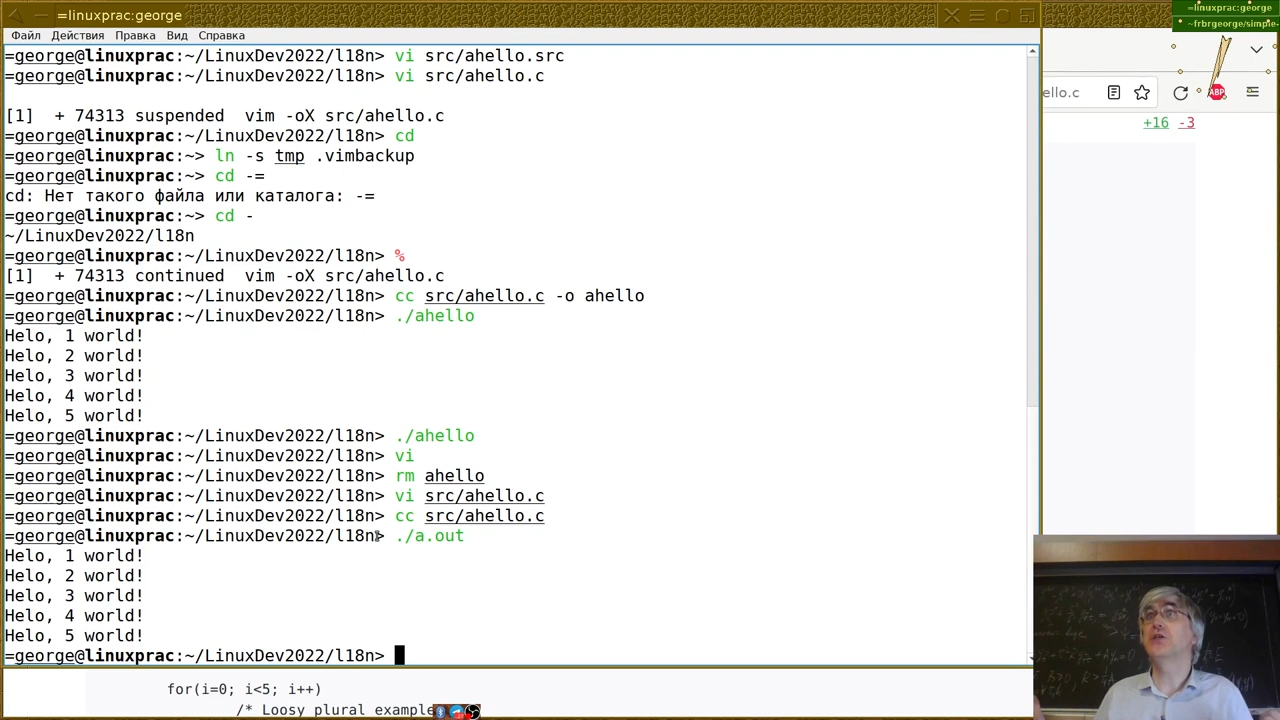 =linuxprac:george
=linuxprac:george
~frbrgeorge/simple-
Файл Действия Правка Вид Справка
=george@linuxprac:~/LinuxDev2022/l18n> vi src/ahello.src
=george@linuxprac:~/LinuxDev2022/l18n> vi src/ahello.c
[1]  + 74313 suspended  vim -oX src/ahello.c
=george@linuxprac:~/LinuxDev2022/l18n> cd
=george@linuxprac:~> ln -s tmp .vimbackup
=george@linuxprac:~> cd -=
cd: Нет такого файла или каталога: -=
=george@linuxprac:~> cd -
~/LinuxDev2022/l18n
=george@linuxprac:~/LinuxDev2022/l18n> %
[1]  + 74313 continued  vim -oX src/ahello.c
=george@linuxprac:~/LinuxDev2022/l18n> cc src/ahello.c -o ahello
=george@linuxprac:~/LinuxDev2022/l18n> ./ahello
Helo, 1 world!
Helo, 2 world!
Helo, 3 world!
Helo, 4 world!
Helo, 5 world!
=george@linuxprac:~/LinuxDev2022/l18n> ./ahello
=george@linuxprac:~/LinuxDev2022/l18n> vi
=george@linuxprac:~/LinuxDev2022/l18n> rm ahello
=george@linuxprac:~/LinuxDev2022/l18n> vi src/ahello.c
=george@linuxprac:~/LinuxDev2022/l18n> cc src/ahello.c
=george@linuxprac:~/LinuxDev2022/l18n> ./a.out
Helo, 1 world!
Helo, 2 world!
Helo, 3 world!
Helo, 4 world!
Helo, 5 world!
=george@linuxprac:~/LinuxDev2022/l18n>
ello.c
ABP
+16 -3
for(i=0; i<5; i++)
/* Loosy plural example